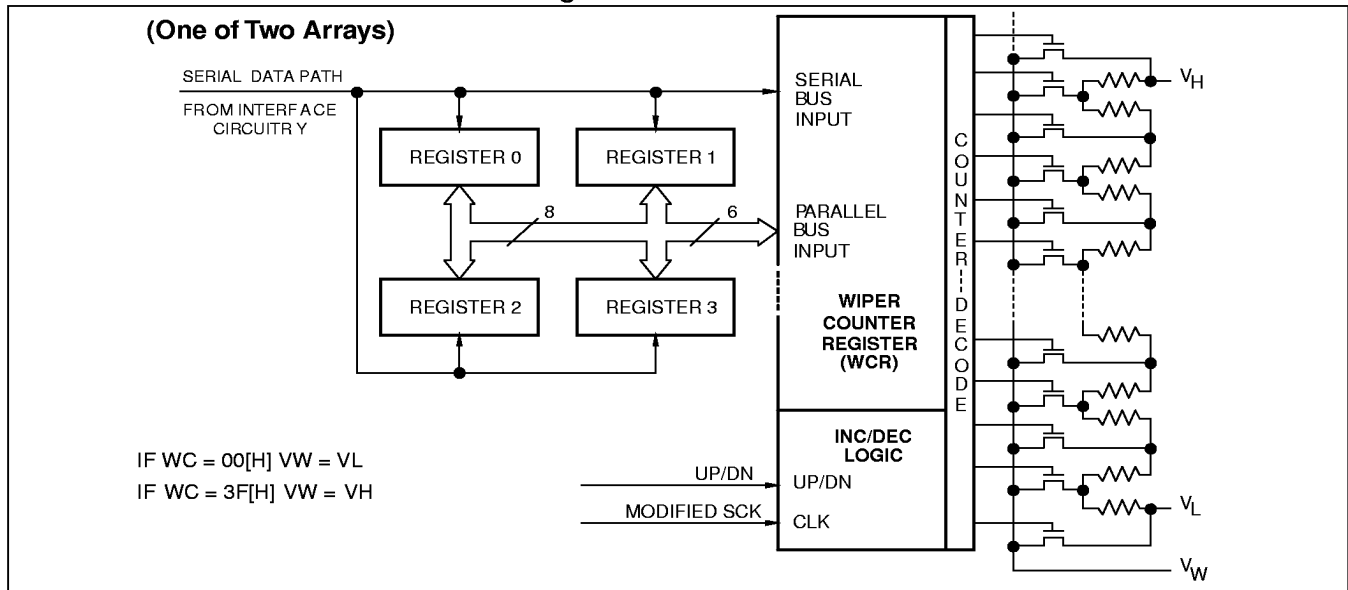 (One of Two Arrays)
SERIAL DATA PATH
FROM INTERFACE
CIRCUITRY
REGISTER 0
REGISTER 1
8
6
REGISTER 2
REGISTER 3
SERIAL
BUS
INPUT
PARALLEL
BUS
INPUT
WIPER
COUNTER
REGISTER
(WCR)
INC/DEC
LOGIC
UP/DN
UP/DN
MODIFIED SCK
CLK
IF WC = 00[H] VW = VL
IF WC = 3F[H] VW = VH
COUNTER---DECODE
VH
VL
VW